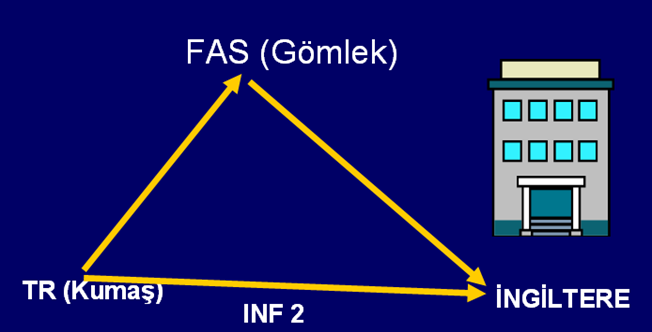 FAS (Gömlek)
TR (Kumaş)
INF 2
İNGİLTERE